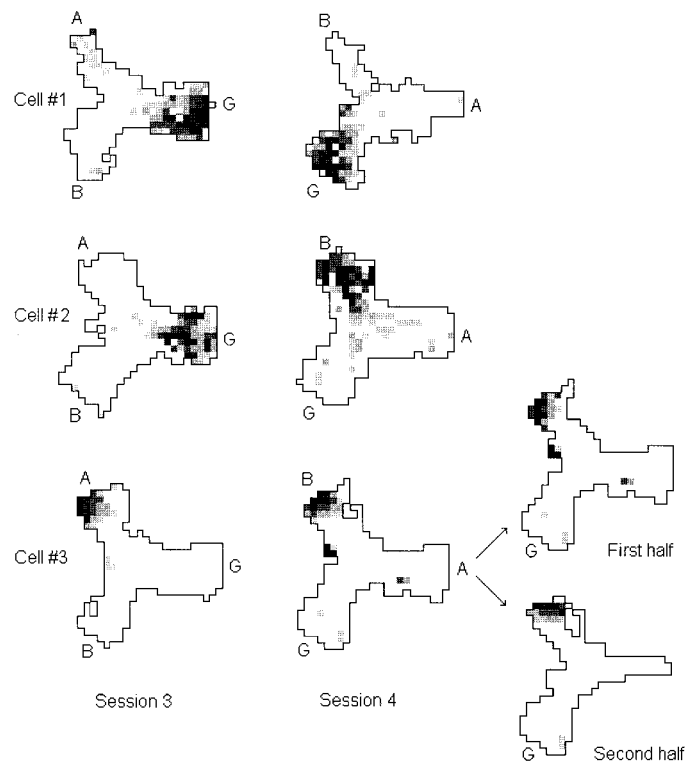 A
B
Cell #1
G
A
B
G
A
B
Cell #2
G
A
B
G
A
B
Cell #3
G
A
First half
B
G
G
Session 3
Session 4
G
Second half